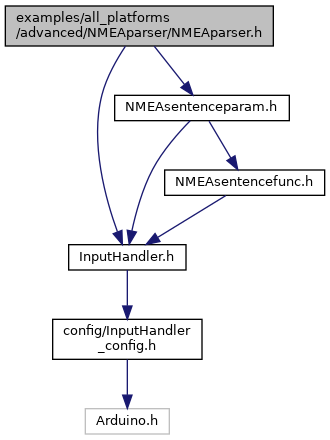 examples/all_platforms
/advanced/NMEAparser/NMEAparser.h
NMEAsentenceparam.h
NMEAsentencefunc.h
InputHandler.h
config/InputHandler
_config.h
Arduino.h